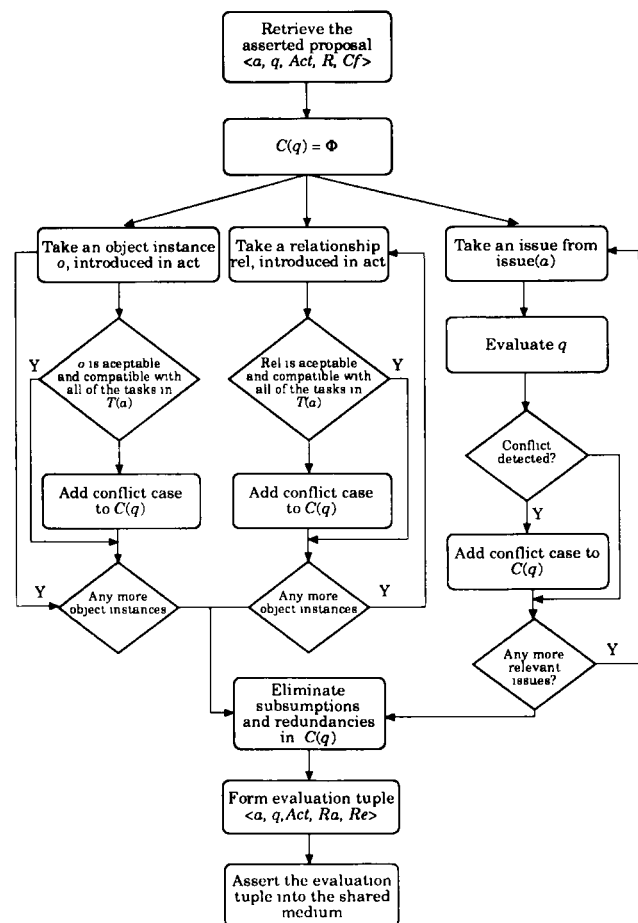 Retrieve the
asserted proposal
<a, q, Act, R, Cf>
C(q) = Φ
Take an object instance
o, introduced in act
Take a relationship
rel, introduced in act
Take an issue from
issue(a)
Y
o is aceptable
and compatible with
all of the tasks in
T(a)
Rel is aceptable
and compatible with
all of the tasks in
T(a)
Y
Evaluate q
Conflict
detected?
Y
Add conflict case
to C(q)
Add conflict case
to C(q)
Add conflict case to
C(q)
Y
Any more
object instances
Any more
object instances
Y
Any more
relevant
issues?
Y
Eliminate
subsumptions
and redundancies
in C(q)
Form evaluation tuple
<a, q,Act, Ra, Re>
Assert the evaluation
tuple into the shared
medium